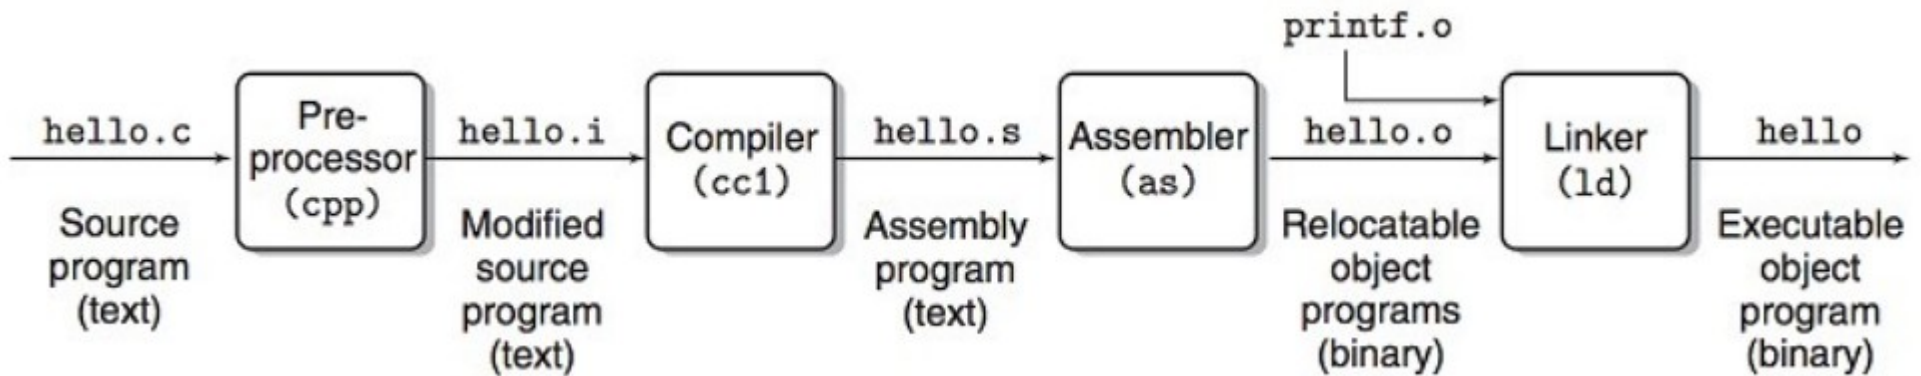 printf.o
hello.c
Pre-
processor
(cpp)
hello.i
Compiler
(cc1)
hello.s
Assembler
(as)
hello.o
Linker
(ld)
hello
Source
program
(text)
Modified
source
program
(text)
Assembly
program
(text)
Relocatable
object
programs
(binary)
Executable
object
program
(binary)